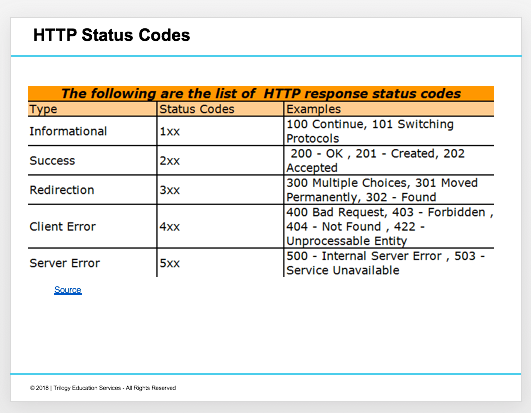 HTTP Status Codes
The following are the list of HTTP response status codes
Type Status Codes Examples
Informational 1xx 100 Continue, 101 Switching
Protocols
Success 2xx 200 - OK , 201 - Created, 202
Accepted
Redirection 3xx 300 Multiple Choices, 301 Moved
Permanently, 302 - Found
Client Error 4xx 400 Bad Request, 403 - Forbidden ,
404 - Not Found , 422 -
Unprocessable Entity
Server Error 5xx 500 - Internal Server Error , 503 -
Service Unavailable
Source
© 2018 | Trilogy Education Services - All Rights Reserved